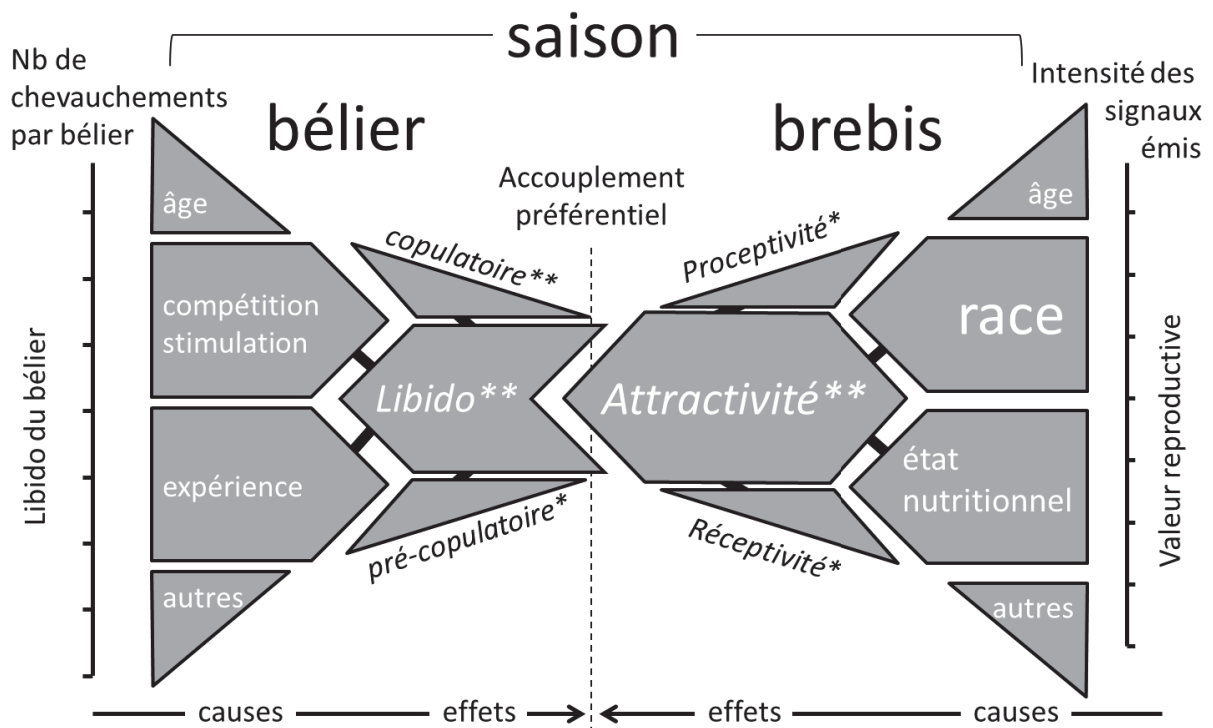 saison
Nb de
chevauchements
par bélier
Intensité des
signaux
émis
bélier
brebis
Accouplement
préférentiel
âge
âge
copulatoire**
Proceptivité*
compétition
stimulation
race
Libido du bélier
Libido**
Attractivité**
Valeur reproductive
expérience
état
nutritionnel
pré-copulatoire*
Réceptivité*
autres
autres
causes
effets
effets
causes